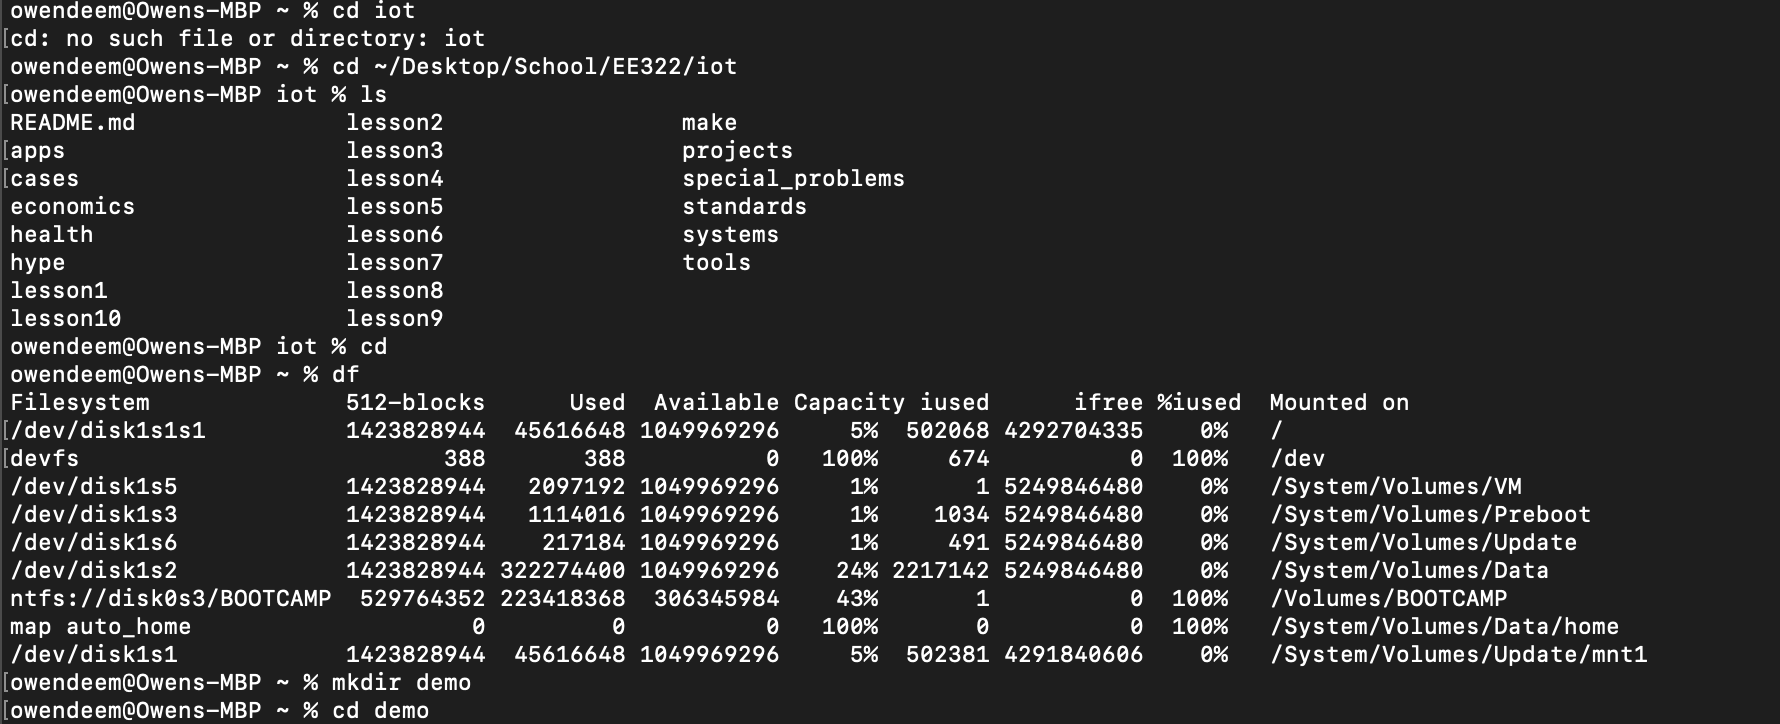 owendeem@Owens-MBP ~ % cd iot
cd: no such file or directory: iot
owendeem@Owens-MBP ~ % cd ~/Desktop/School/EE322/iot
owendeem@Owens-MBP iot % ls
README.md lesson2 make
apps lesson3 projects
cases lesson4 special_problems
economics lesson5 standards
health lesson6 systems
hype lesson7 tools
lesson1 lesson8
lesson10 lesson9
owendeem@Owens-MBP iot % cd
owendeem@Owens-MBP ~ % df
Filesystem 512-blocks Used Available Capacity iused ifree %iused Mounted on
/dev/disk1s1s1 1423828944 45616648 1049969296 5% 502068 4292704335 0% /
devfs 388 388 0 100% 674 0 100% /dev
/dev/disk1s5 1423828944 2097192 1049969296 1% 1 5249846480 0% /System/Volumes/VM
/dev/disk1s3 1423828944 1114016 1049969296 1% 1034 5249846480 0% /System/Volumes/Preboot
/dev/disk1s6 1423828944 217184 1049969296 1% 491 5249846480 0% /System/Volumes/Update
/dev/disk1s2 1423828944 322274400 1049969296 24% 2217142 5249846480 0% /System/Volumes/Data
ntfs://disk0s3/BOOTCAMP 529764352 223418368 306345984 43% 1 0 100% /Volumes/BOOTCAMP
map auto_home 0 0 0 100% 0 0 100% /System/Volumes/Data/home
/dev/disk1s1 1423828944 45616648 1049969296 5% 502381 4291840606 0% /System/Volumes/Update/mnt1
owendeem@Owens-MBP ~ % mkdir demo
owendeem@Owens-MBP ~ % cd demo